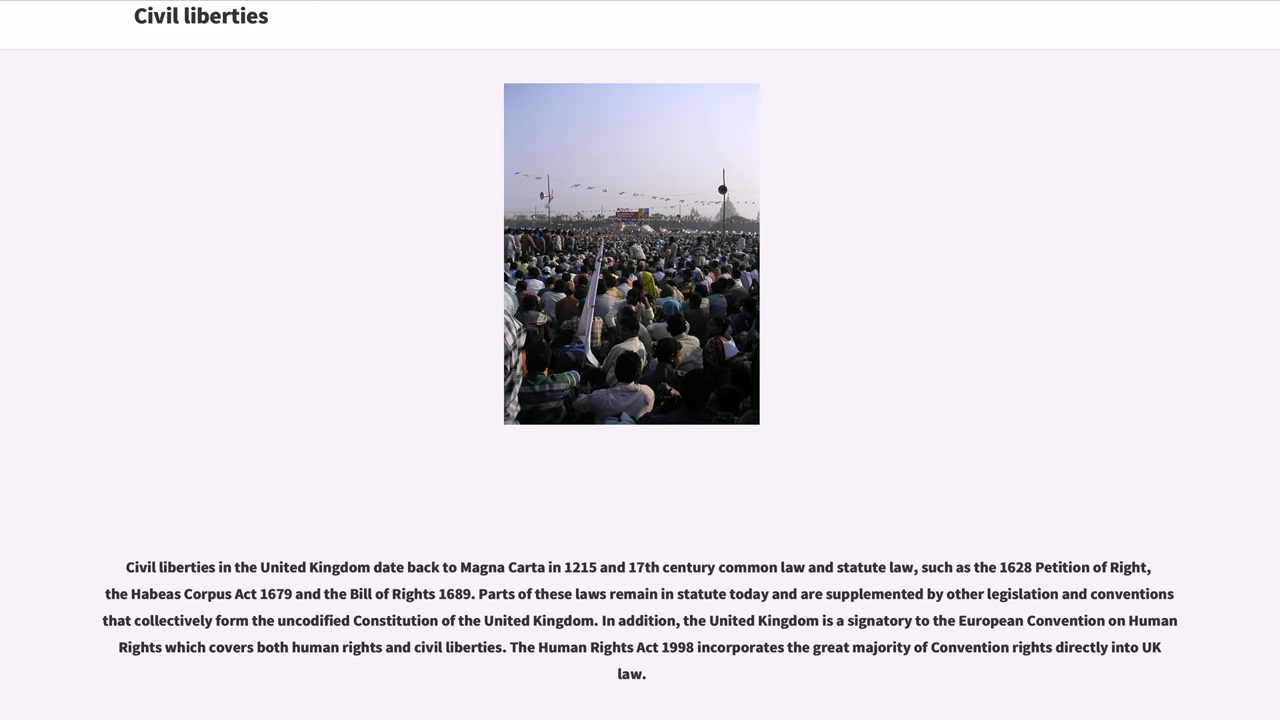 Civil liberties
Civil liberties in the United Kingdom date back to Magna Carta in 1215 and 17th century common law and statute law, such as the 1628 Petition of Right,
the Habeas Corpus Act 1679 and the Bill of Rights 1689. Parts of these laws remain in statute today and are supplemented by other legislation and conventions
that collectively form the uncodified Constitution of the United Kingdom. In addition, the United Kingdom is a signatory to the European Convention on Human
Rights which covers both human rights and civil liberties. The Human Rights Act 1998 incorporates the great majority of Convention rights directly into UK
law.